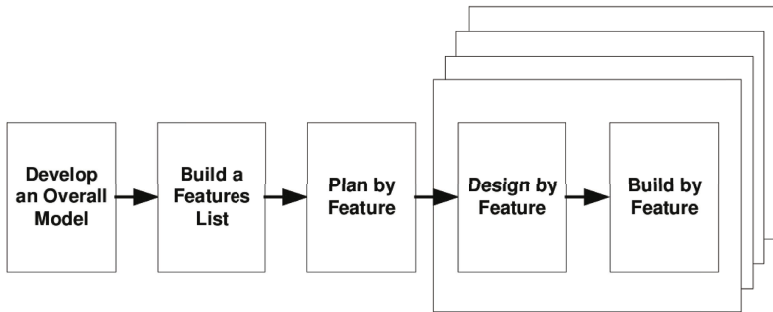 Develop
an Overall
Model
Build a
Features
List
Plan by
Feature
Design by
Feature
Build by
Feature